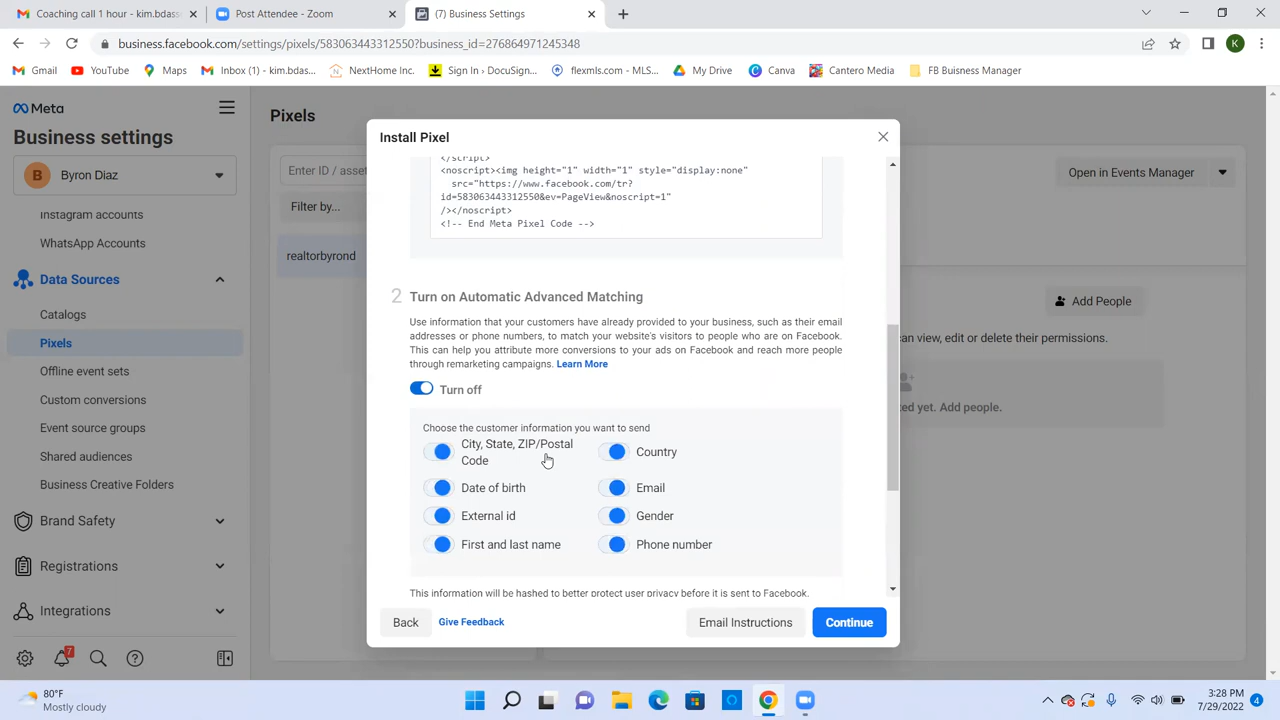 Coaching call 1 hour - kim.bdass
Post Attendee - Zoom
(7) Business Settings
business.facebook.com/settings/pixels/583063443312550?business_id=276864971245348
K
Gmail
YouTube
Maps
Inbox (1) - kim.bdas...
NextHome Inc.
Sign In › DocuSign...
flexmls.com - MLS...
My Drive
Canva
Cantero Media
FB Buisness Manager
Meta
Business settings
B
Byron Diaz
Instagram accounts
WhatsApp Accounts
Data Sources
Catalogs
Pixels
Offline event sets
Custom conversions
Event source groups
Shared audiences
Business Creative Folders
Brand Safety
Registrations
Integrations
7
Pixels
Enter ID / asset
Filter by...
realtorbyrond
Open in Events Manager
Add People
can view, edit or delete their permissions.
ted yet. Add people.
Install Pixel
</script>
<noscript><img height="1" width="1" style="display:none"
src="https://www.facebook.com/tr?
id=583063443312550&ev=PageView&noscript=1"
/></noscript>
<!-- End Meta Pixel Code -->
2 Turn on Automatic Advanced Matching
Use information that your customers have already provided to your business, such as their email
addresses or phone numbers, to match your website's visitors to people who are on Facebook.
This can help you attribute more conversions to your ads on Facebook and reach more people
through remarketing campaigns. Learn More
Turn off
Choose the customer information you want to send
City, State, ZIP/Postal
Code
Country
Date of birth
Email
External id
Gender
First and last name
Phone number
This information will be hashed to better protect user privacy before it is sent to Facebook.
Back
Give Feedback
Email Instructions
Continue
80°F
Mostly cloudy
3:28 PM
7/29/2022
4